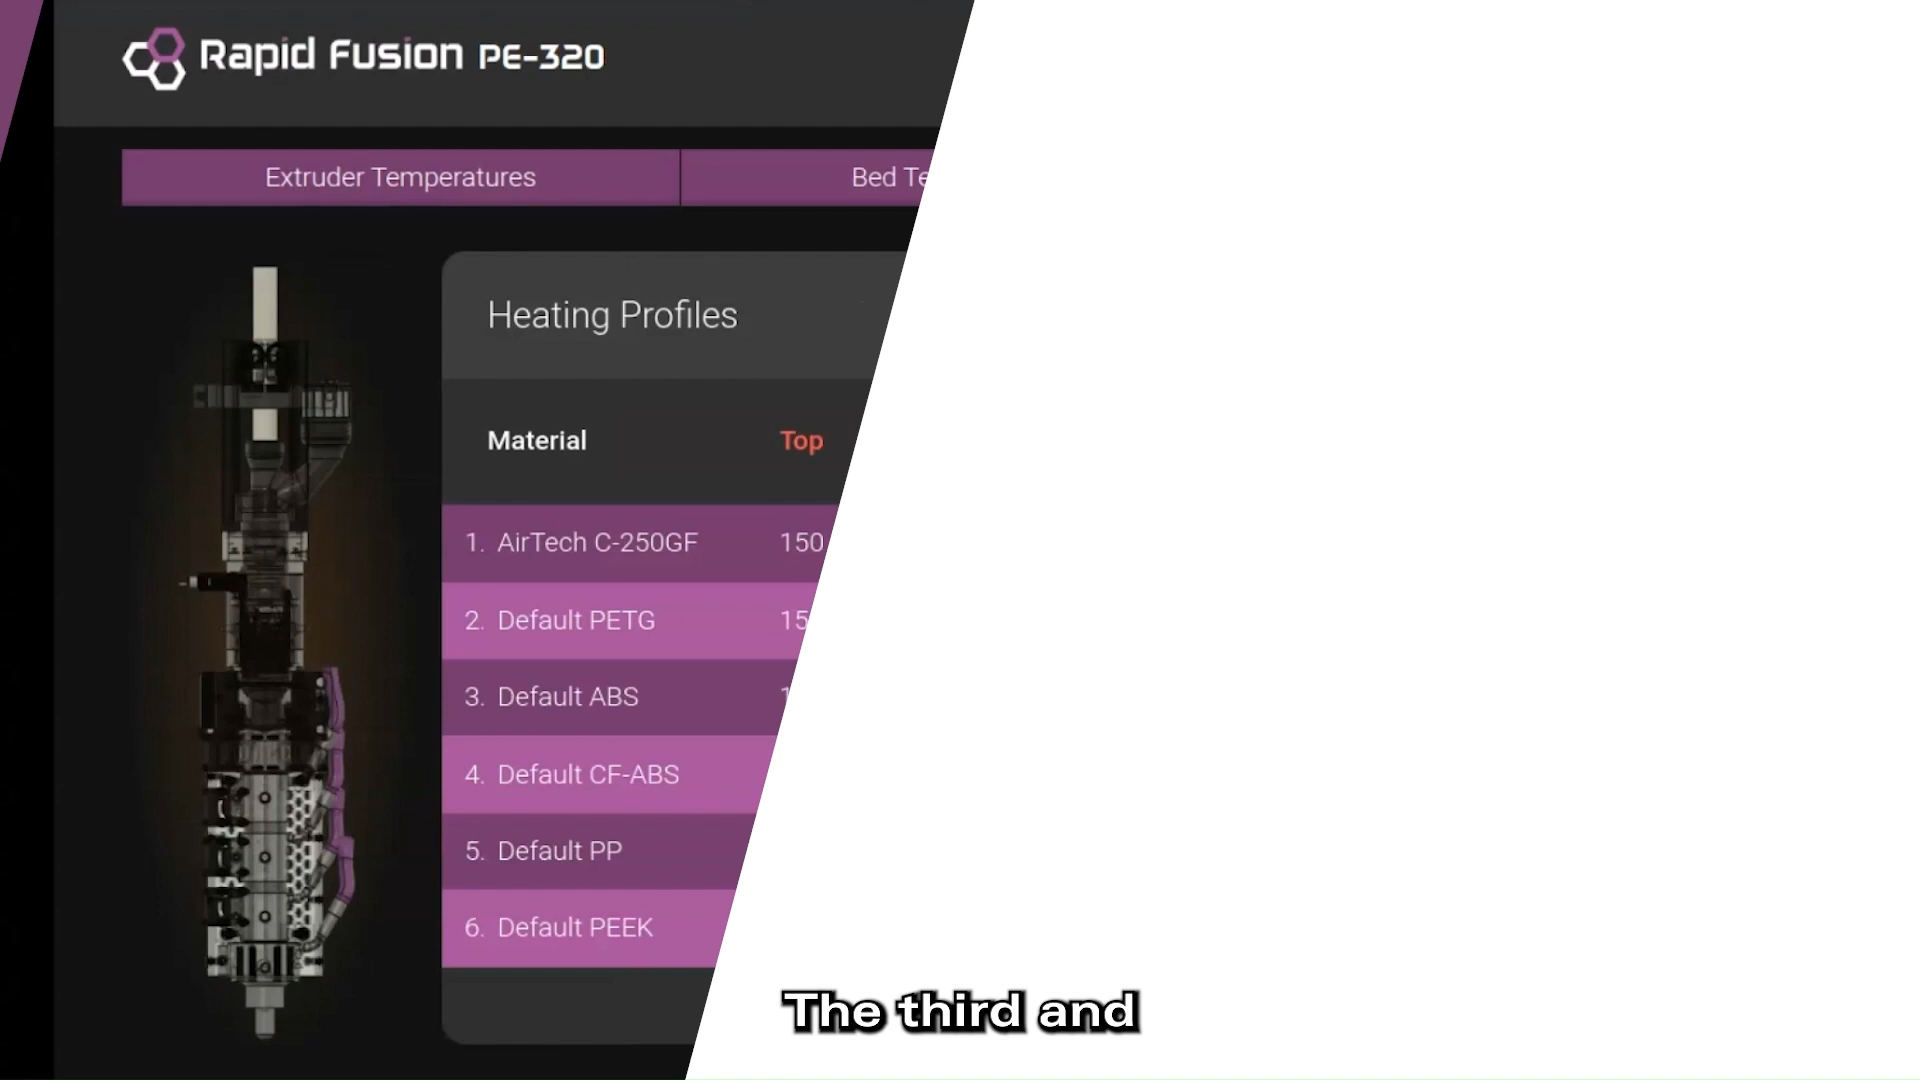 Rapid Fusion PE-320
Extruder Temperatures
Bed Te
Heating Profiles
Material Top
1. AirTech C-250GF 150
2. Default PETG 15
3. Default ABS 1
4. Default CF-ABS
5. Default PP
6. Default PEEK
The third and